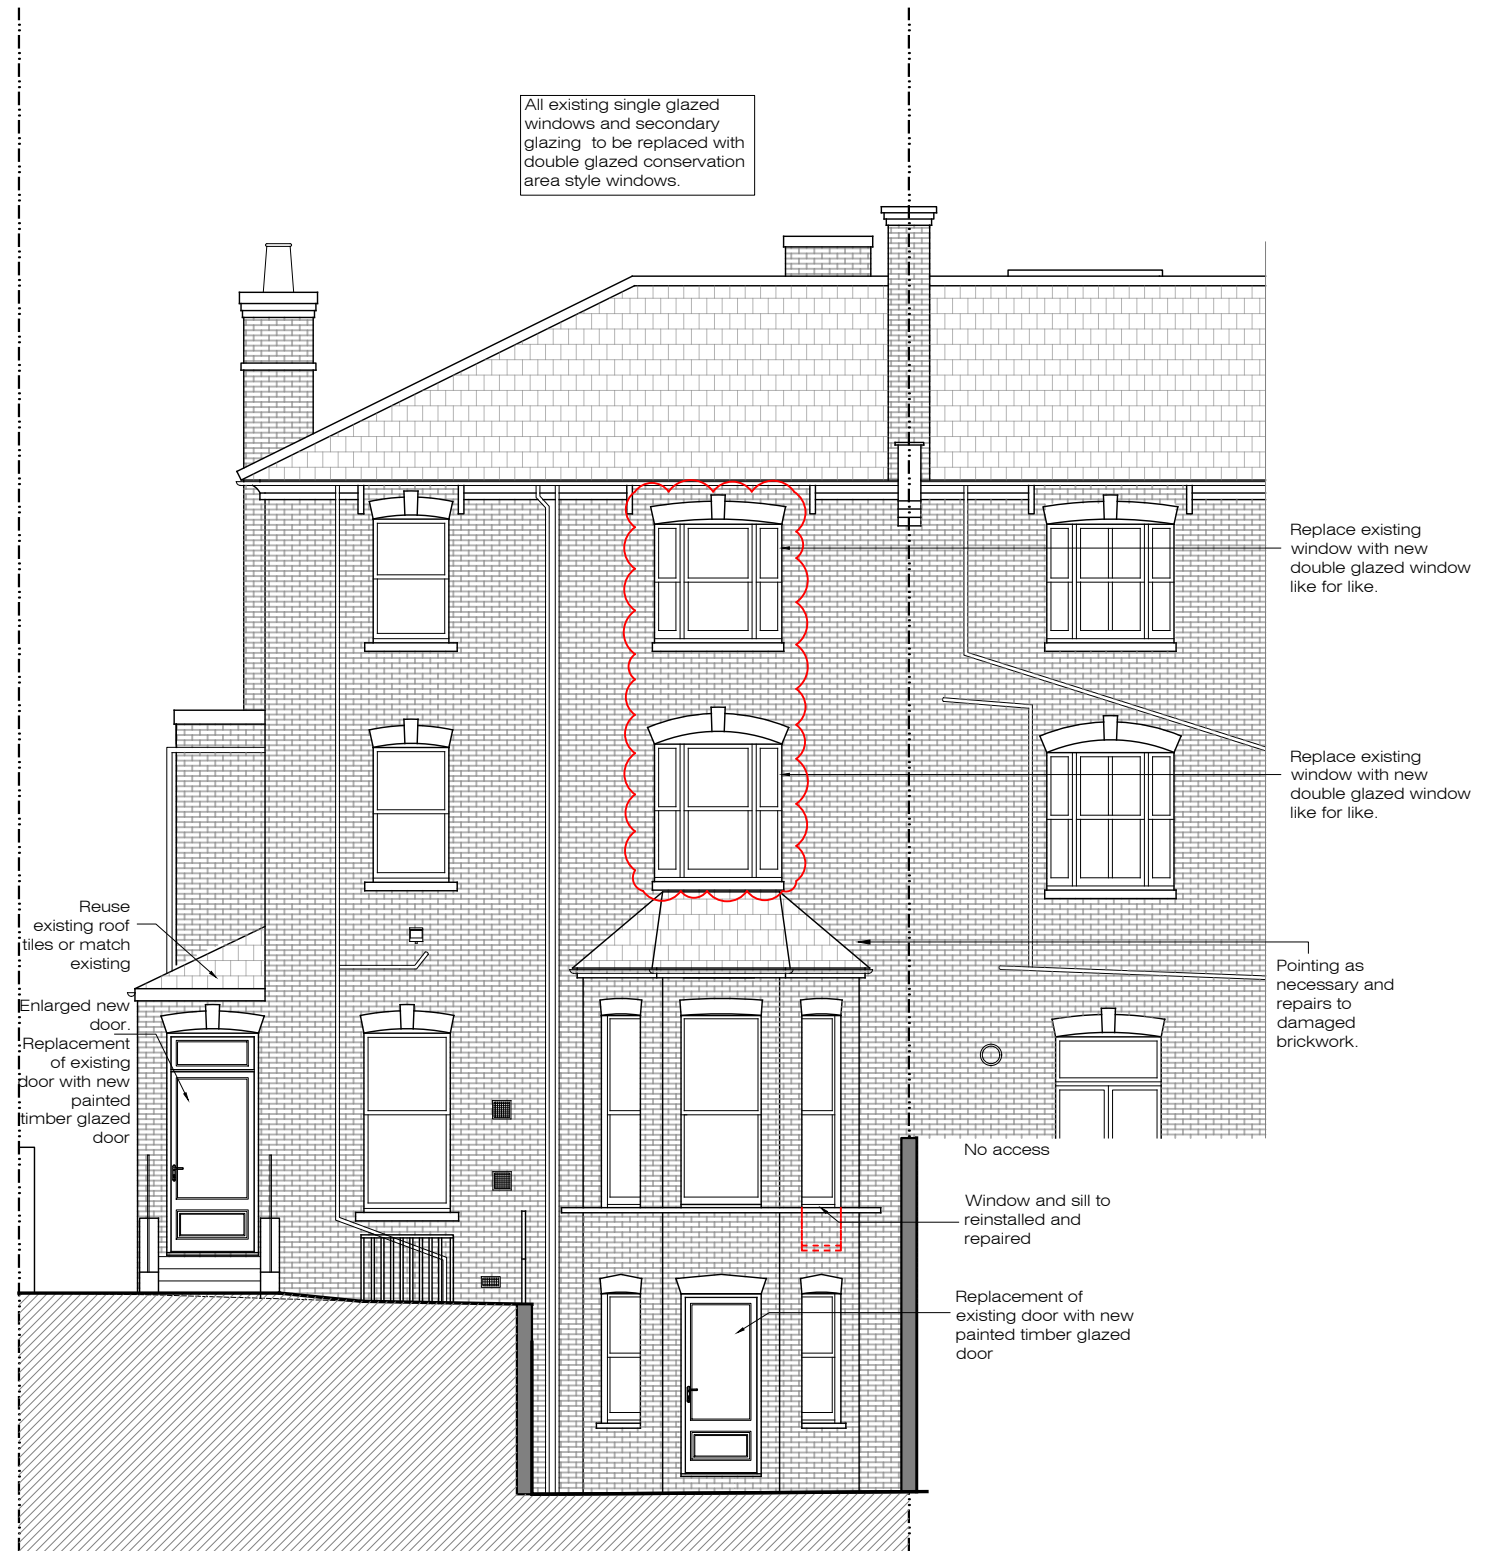 All existing single glazed
windows and secondary
glazing to be replaced with
double glazed conservation
area style windows.
Replace existing
window with new
double glazed window
like for like.
Replace existing
window with new
double glazed window
like for like.
Reuse
existing roof
tiles or match
existing
Enlarged new
door.
Replacement
of existing
door with new
painted
timber glazed
door
Pointing as
necessary and
repairs to
damaged
brickwork.
No access
Window and sill to
reinstalled and
repaired
Replacement of
existing door with new
painted timber glazed
door